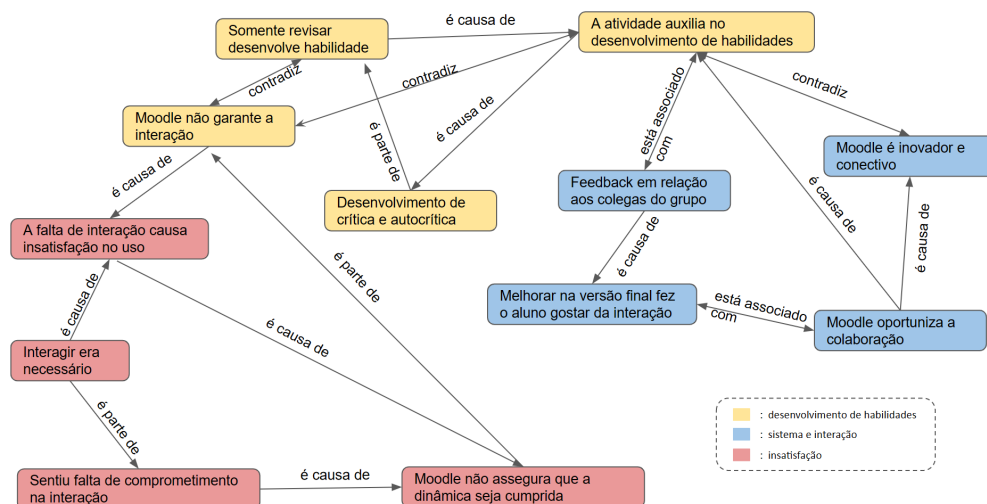 é causa de
Somente revisar
desenvolve habilidade
A atividade auxilia no
desenvolvimento de habilidades
contradiz
contradiz
contradiz
Moodle não garante a
interação
é causa de
está associado
com
Moodle é inovador e
conectivo
é parte de
é causa de
Feedback em relação
aos colegas do grupo
Desenvolvimento de
crítica e autocrítica
é causa de
é causa de
A falta de interação causa
insatisfação no uso
é causa de
é parte de
Melhorar na versão final fez
o aluno gostar da interação
está associado
com
Moodle oportuniza a
colaboração
é causa de
é causa de
Interagir era
necessário
é parte de
: desenvolvimento de habilidades
: sistema e interação
: insatisfação
Sentiu falta de comprometimento
na interação
é causa de
Moodle não assegura que a
dinâmica seja cumprida